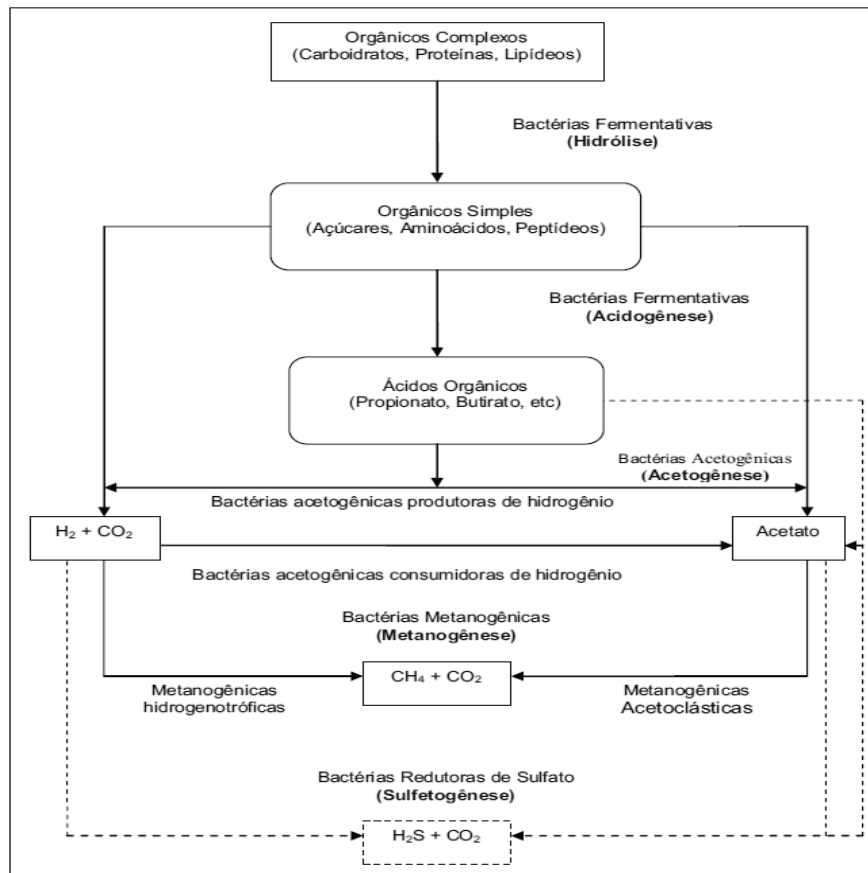 Orgânicos Complexos
(Carboidratos, Proteínas, Lipídeos)
Bactérias Fermentativas
(Hidrólise)
Orgânicos Simples
(Açúcares, Aminoácidos, Peptídeos)
Bactérias Fermentativas
(Acidogênese)
Ácidos Orgânicos
(Propionato, Butirato, etc)
Bactérias Acetogênicas
(Acetogênese)
Bactérias acetogênicas produtoras de hidrogênio
H₂ + CO₂
Acetato
Bactérias acetogênicas consumidoras de hidrogênio
Bactérias Metanogênicas
(Metanogênese)
CH₄ + CO₂
Metanogênicas
hidrogenotróficas
Metanogênicas
Acetoclásticas
Bactérias Redutoras de Sulfato
(Sulfetogênese)
H₂S + CO₂